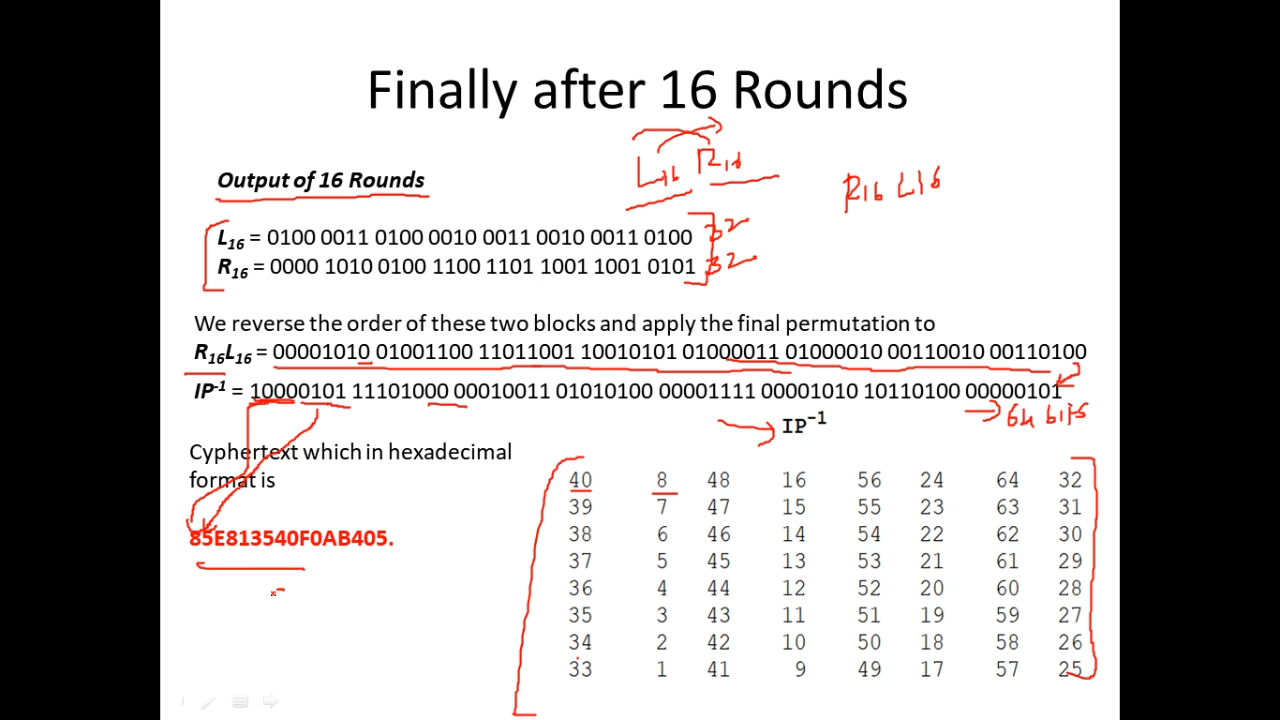 Finally after 16 Rounds
L16 R16
R16 L16
Output of 16 Rounds
L16 = 0100 0011 0100 0010 0011 0010 0011 0100 32
R16 = 0000 1010 0100 1100 1101 1001 1001 0101 32
We reverse the order of these two blocks and apply the final permutation to
R16L16 = 00001010 01001100 11011001 10010101 01000011 01000010 00110010 00110100
IP-1 = 10000101 11101000 00010011 01010100 00001111 00001010 10110100 00000101
64 bits
IP-1
Cyphertext which in hexadecimal
format is
85E813540F0AB405.
40 8 48 16 56 24 64 32
39 7 47 15 55 23 63 31
38 6 46 14 54 22 62 30
37 5 45 13 53 21 61 29
36 4 44 12 52 20 60 28
35 3 43 11 51 19 59 27
34 2 42 10 50 18 58 26
33 1 41 9 49 17 57 25